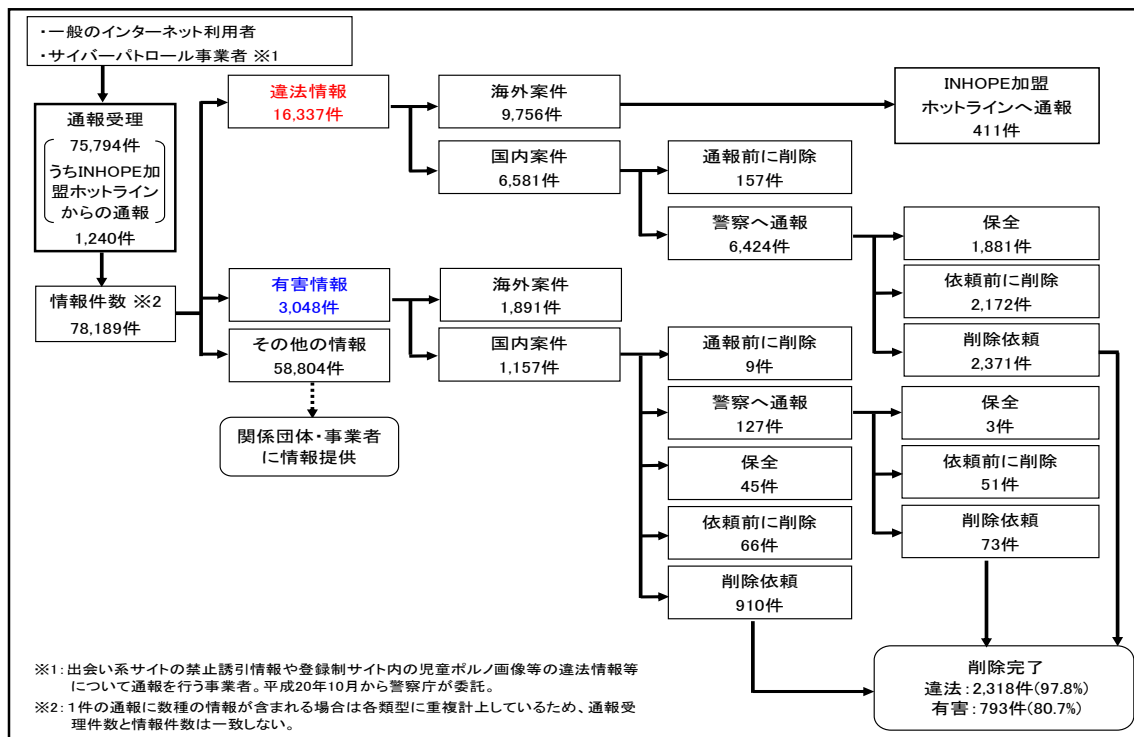 ・一般のインターネット利用者
・サイバーパトロール事業者 ※1
通報受理
75,794件
うちINHOPE加
盟ホットライン
からの通報
1,240件
情報件数 ※2
78,189件
違法情報
16,337件
海外案件
9,756件
INHOPE加盟
ホットラインへ通報
411件
国内案件
6,581件
通報前に削除
157件
警察へ通報
6,424件
保全
1,881件
依頼前に削除
2,172件
削除依頼
2,371件
有害情報
3,048件
海外案件
1,891件
国内案件
1,157件
通報前に削除
9件
警察へ通報
127件
保全
3件
依頼前に削除
51件
削除依頼
73件
保全
45件
依頼前に削除
66件
削除依頼
910件
その他の情報
58,804件
関係団体・事業者
に情報提供
削除完了
違法：2,318件(97.8%)
有害：793件(80.7%)
※1：出会い系サイトの禁止誘引情報や登録制サイト内の児童ポルノ画像等の違法情報等
について通報を行う事業者。平成20年10月から警察庁が委託。
※2：1件の通報に数種の情報が含まれる場合は各類型に重複計上しているため、通報受
理件数と情報件数は一致しない。